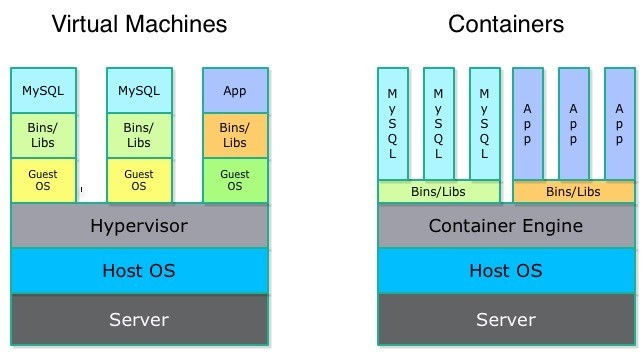 Virtual Machines
MySQL
MySQL
App
Bins/
Libs
Bins/
Libs
Bins/
Libs
Guest
OS
Guest
OS
Guest
OS
Hypervisor
Host OS
Server
Containers
MySQL
MySQL
MySQL
App
App
App
Bins/Libs
Bins/Libs
Container Engine
Host OS
Server